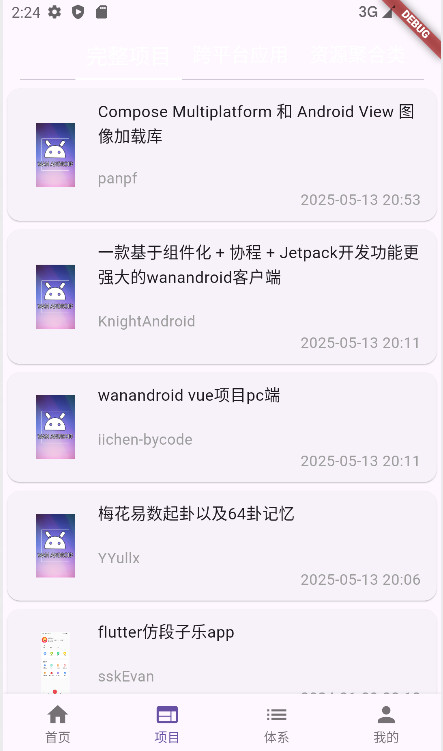 2:24
3G
DEBUG
完整项目
跨平台应用
资源聚合类
Compose Multiplatform 和 Android View 图
像加载库
panpf
2025-05-13 20:53
一款基于组件化 + 协程 + Jetpack开发功能更
强大的wanandroid客户端
KnightAndroid
2025-05-13 20:11
wanandroid vue项目pc端
iichen-bycode
2025-05-13 20:11
梅花易数起卦以及64卦记忆
YYullx
2025-05-13 20:06
flutter仿段子乐app
sskEvan
首页
项目
体系
我的